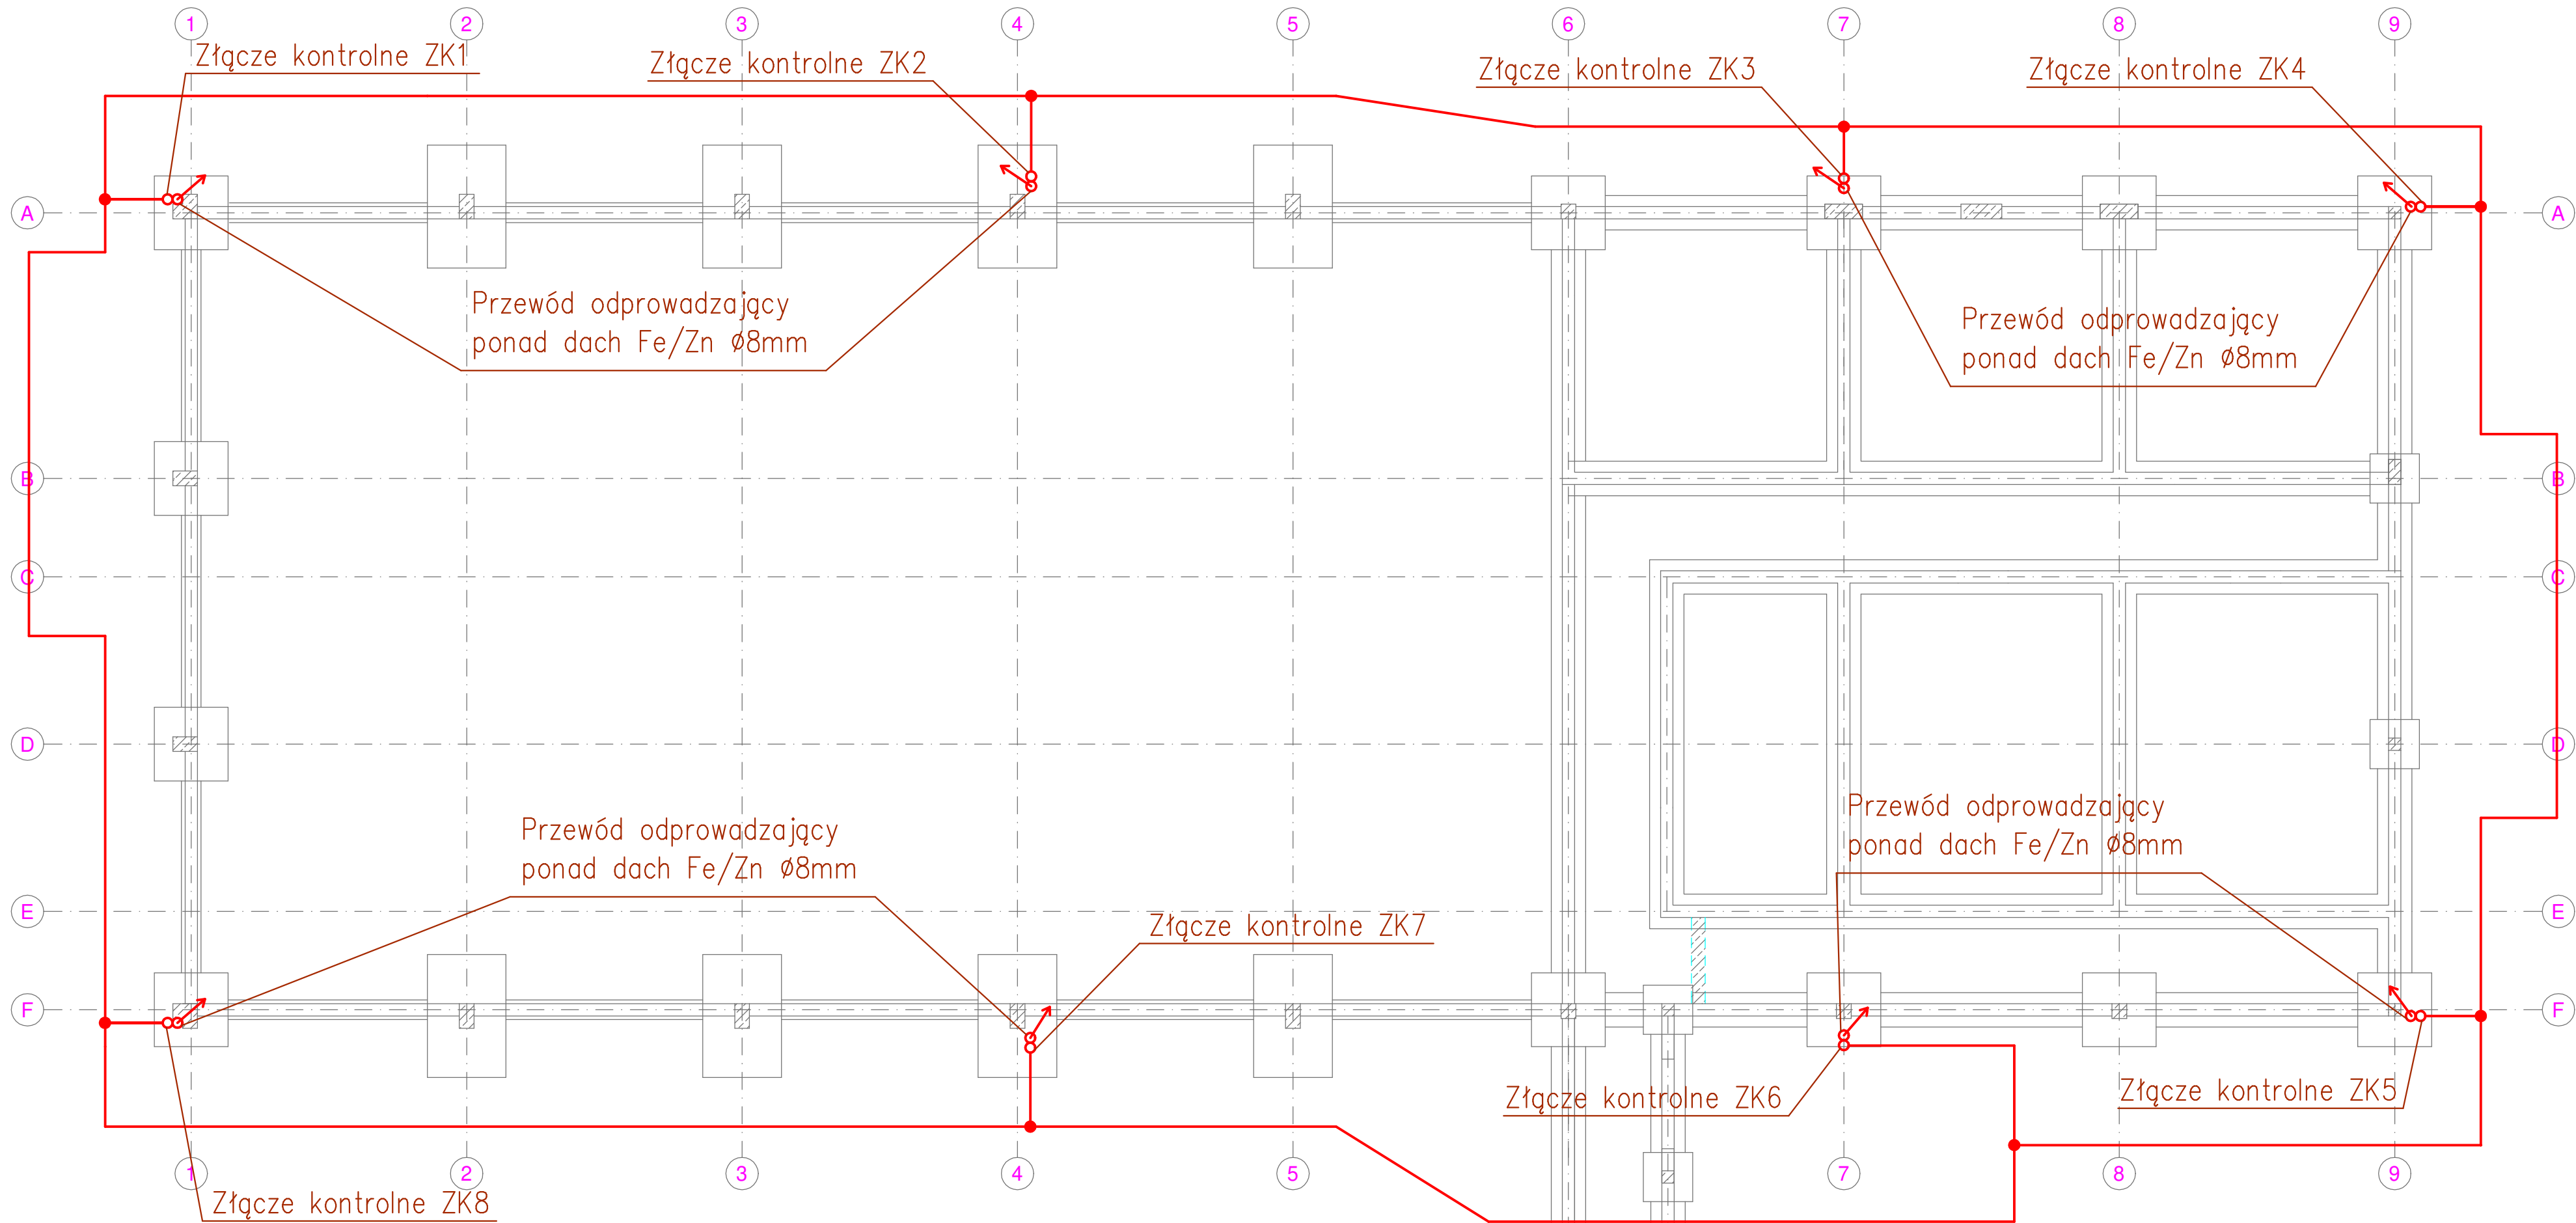 1 2 3 4 5 6 7 8 9
Złącze kontrolne ZK1
Złącze kontrolne ZK2
Złącze kontrolne ZK3
Złącze kontrolne ZK4
A A
Przewód odprowadzający
ponad dach Fe/Zn Ø8mm
Przewód odprowadzający
ponad dach Fe/Zn Ø8mm
B B
C C
D D
Przewód odprowadzający
ponad dach Fe/Zn Ø8mm
Przewód odprowadzający
ponad dach Fe/Zn Ø8mm
E E
Złącze kontrolne ZK7
F F
Złącze kontrolne ZK6
Złącze kontrolne ZK5
1 2 3 4 5 7 8 9
Złącze kontrolne ZK8